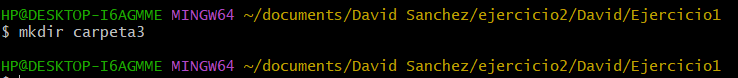 HP@DESKTOP-I6AGMME MINGW64 ~/documents/David Sanchez/ejercicio2/David/Ejercicio1
$ mkdir carpeta3
HP@DESKTOP-I6AGMME MINGW64 ~/documents/David Sanchez/ejercicio2/David/Ejercicio1